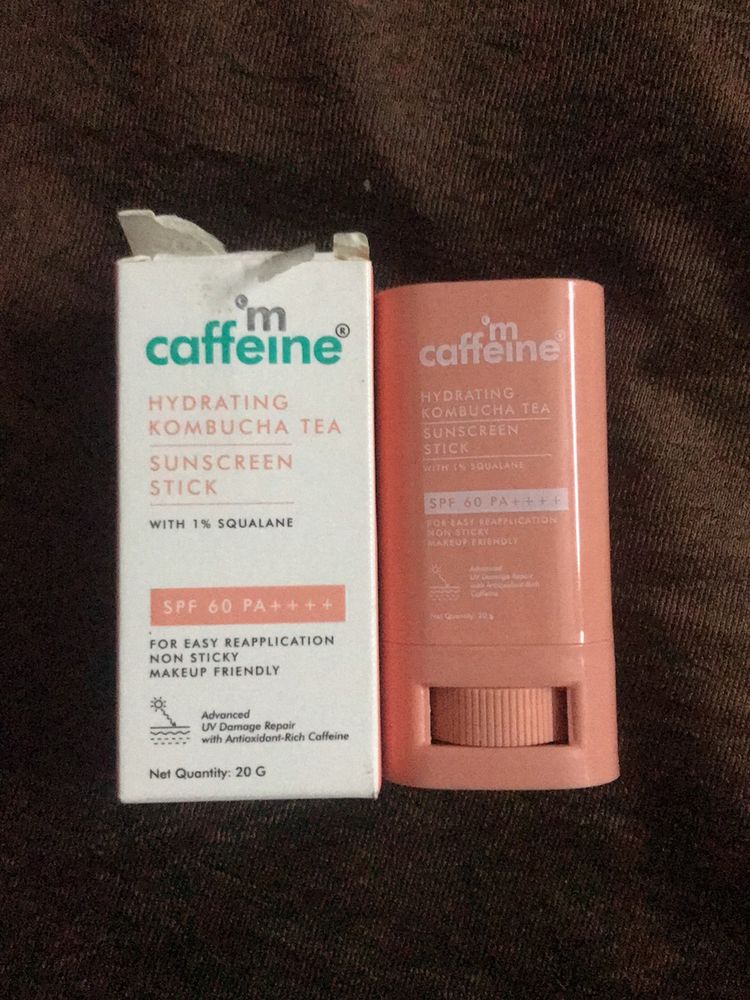 'm
caffeine®
HYDRATING
KOMBUCHA TEA
SUNSCREEN
STICK
WITH 1% SQUALANE
SPF 60 PA++++
FOR EASY REAPPLICATION
NON STICKY
MAKEUP FRIENDLY
Advanced
UV Damage Repair
with Antioxidant-Rich Caffeine
Net Quantity: 20 G
'm
caffeine®
HYDRATING
KOMBUCHA TEA
SUNSCREEN
STICK
WITH 1% SQUALANE
SPF 60 PA++++
FOR EASY REAPPLICATION
NON STICKY
MAKEUP FRIENDLY
Advanced
UV Damage Repair
with Antioxidant-Rich
Caffeine
Net Quantity: 20 g